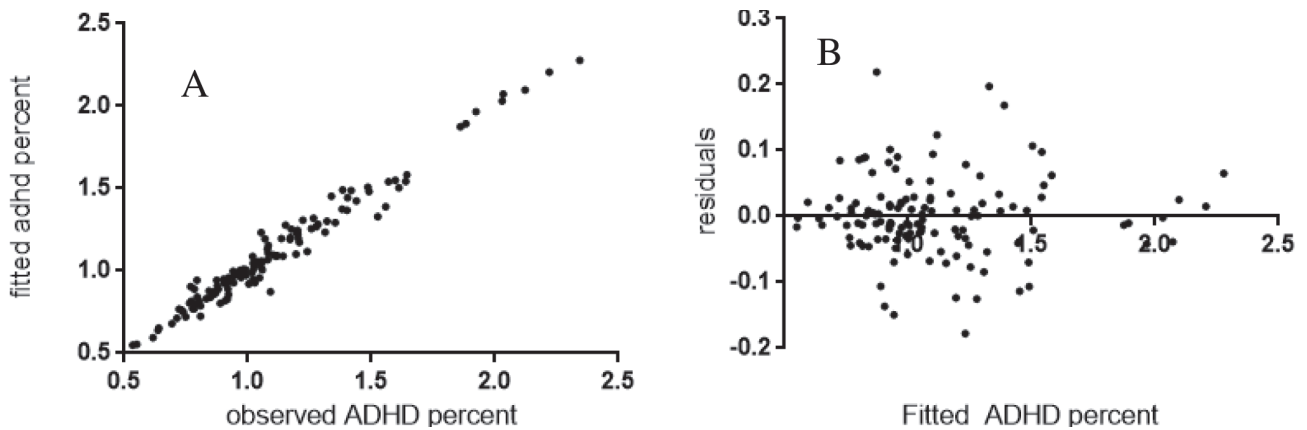 A
2.5
2.0
1.5
1.0
0.5
fitted adhd percent
0.5 1.0 1.5 2.0 2.5
observed ADHD percent
B
0.3
0.2
0.1
0.0
-0.1
-0.2
residuals
1.5 2.0 2.5
Fitted ADHD percent